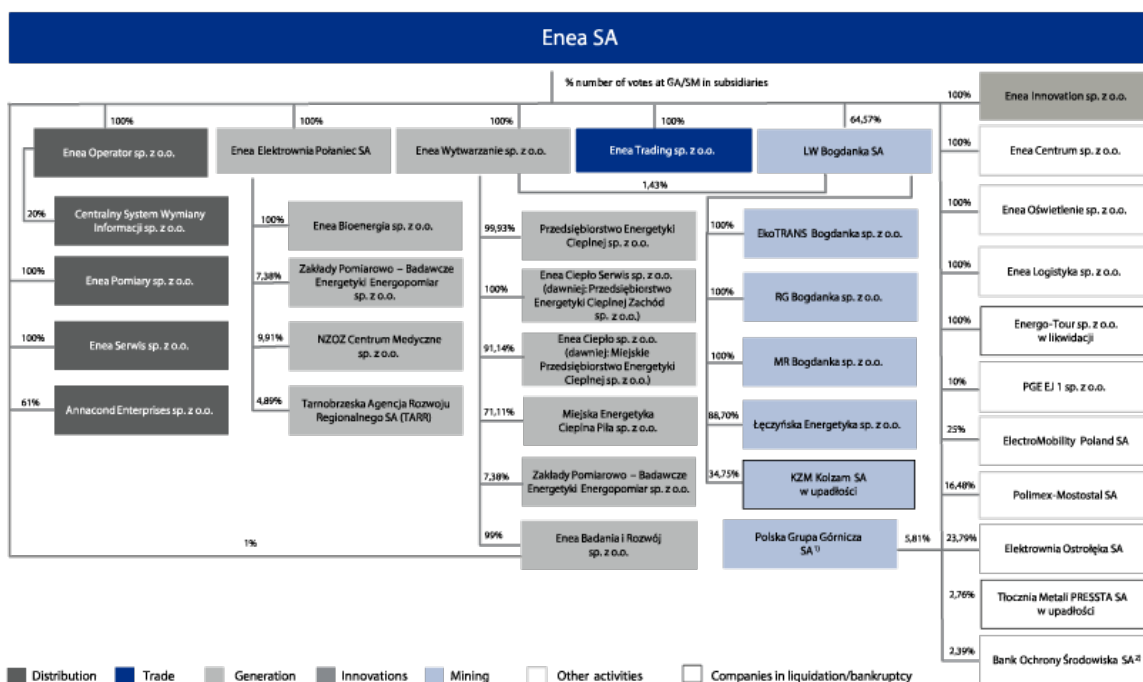 Enea SA
% number of votes at GA/SM in subsidiaries
100%
Enea Innovation sp. z o.o.
100%
100%
100%
100%
64,57%
Enea Operator sp. z o.o.
Enea Elektrownia Połaniec SA
Enea Wytwarzanie sp. z o.o.
Enea Trading sp. z o.o.
LW Bogdanka SA
100%
Enea Centrum sp. z o.o.
1,43%
20%
Centralny System Wymiany
Informacji sp. z o.o.
100%
Enea Pomiary sp. z o.o.
100%
Enea Serwis sp. z o.o.
61%
Annacond Enterprises sp. z o.o.
100%
Enea Bioenergia sp. z o.o.
7,38%
Zakłady Pomiarowo – Badawcze
Energetyki Energopomiar
sp. z o.o.
9,91%
NZOZ Centrum Medyczne
sp. z o.o.
4,89%
Tarnobrzeska Agencja Rozwoju
Regionalnego SA (TARR)
99,93%
Przedsiębiorstwo Energetyki
Cieplnej sp. z o.o.
100%
Enea Ciepło Serwis sp. z o.o.
(dawniej: Przedsiębiorstwo
Energetyki Cieplnej Zachód
sp. z o.o.)
91,14%
Enea Ciepło sp. z o.o.
(dawniej: Miejskie
Przedsiębiorstwo Energetyki
Cieplnej sp. z o.o.)
71,11%
Miejska Energetyka
Cieplna Piła sp. z o.o.
7,38%
Zakłady Pomiarowo – Badawcze
Energetyki Energopomiar sp. z o.o.
99%
Enea Badania i Rozwój
sp. z o.o.
1%
100%
EkoTRANS Bogdanka sp. z o.o.
100%
RG Bogdanka sp. z o.o.
100%
MR Bogdanka sp. z o.o.
88,70%
Łęczyńska Energetyka sp. z o.o.
34,75%
KZM Kolzam SA
w upadłości
Polska Grupa Górnicza
SA¹⁾
5,81%
100%
Enea Oświetlenie sp. z o.o.
100%
Enea Logistyka sp. z o.o.
100%
Energo-Tour sp. z o.o.
w likwidacji
10%
PGE EJ 1 sp. z o.o.
25%
ElectroMobility Poland SA
16,48%
Polimex-Mostostal SA
23,79%
Elektrownia Ostrołęka SA
2,76%
Tłocznia Metali PRESSTA SA
w upadłości
2,39%
Bank Ochrony Środowiska SA²⁾
Distribution
Trade
Generation
Innovations
Mining
Other activities
Companies in liquidation/bankruptcy